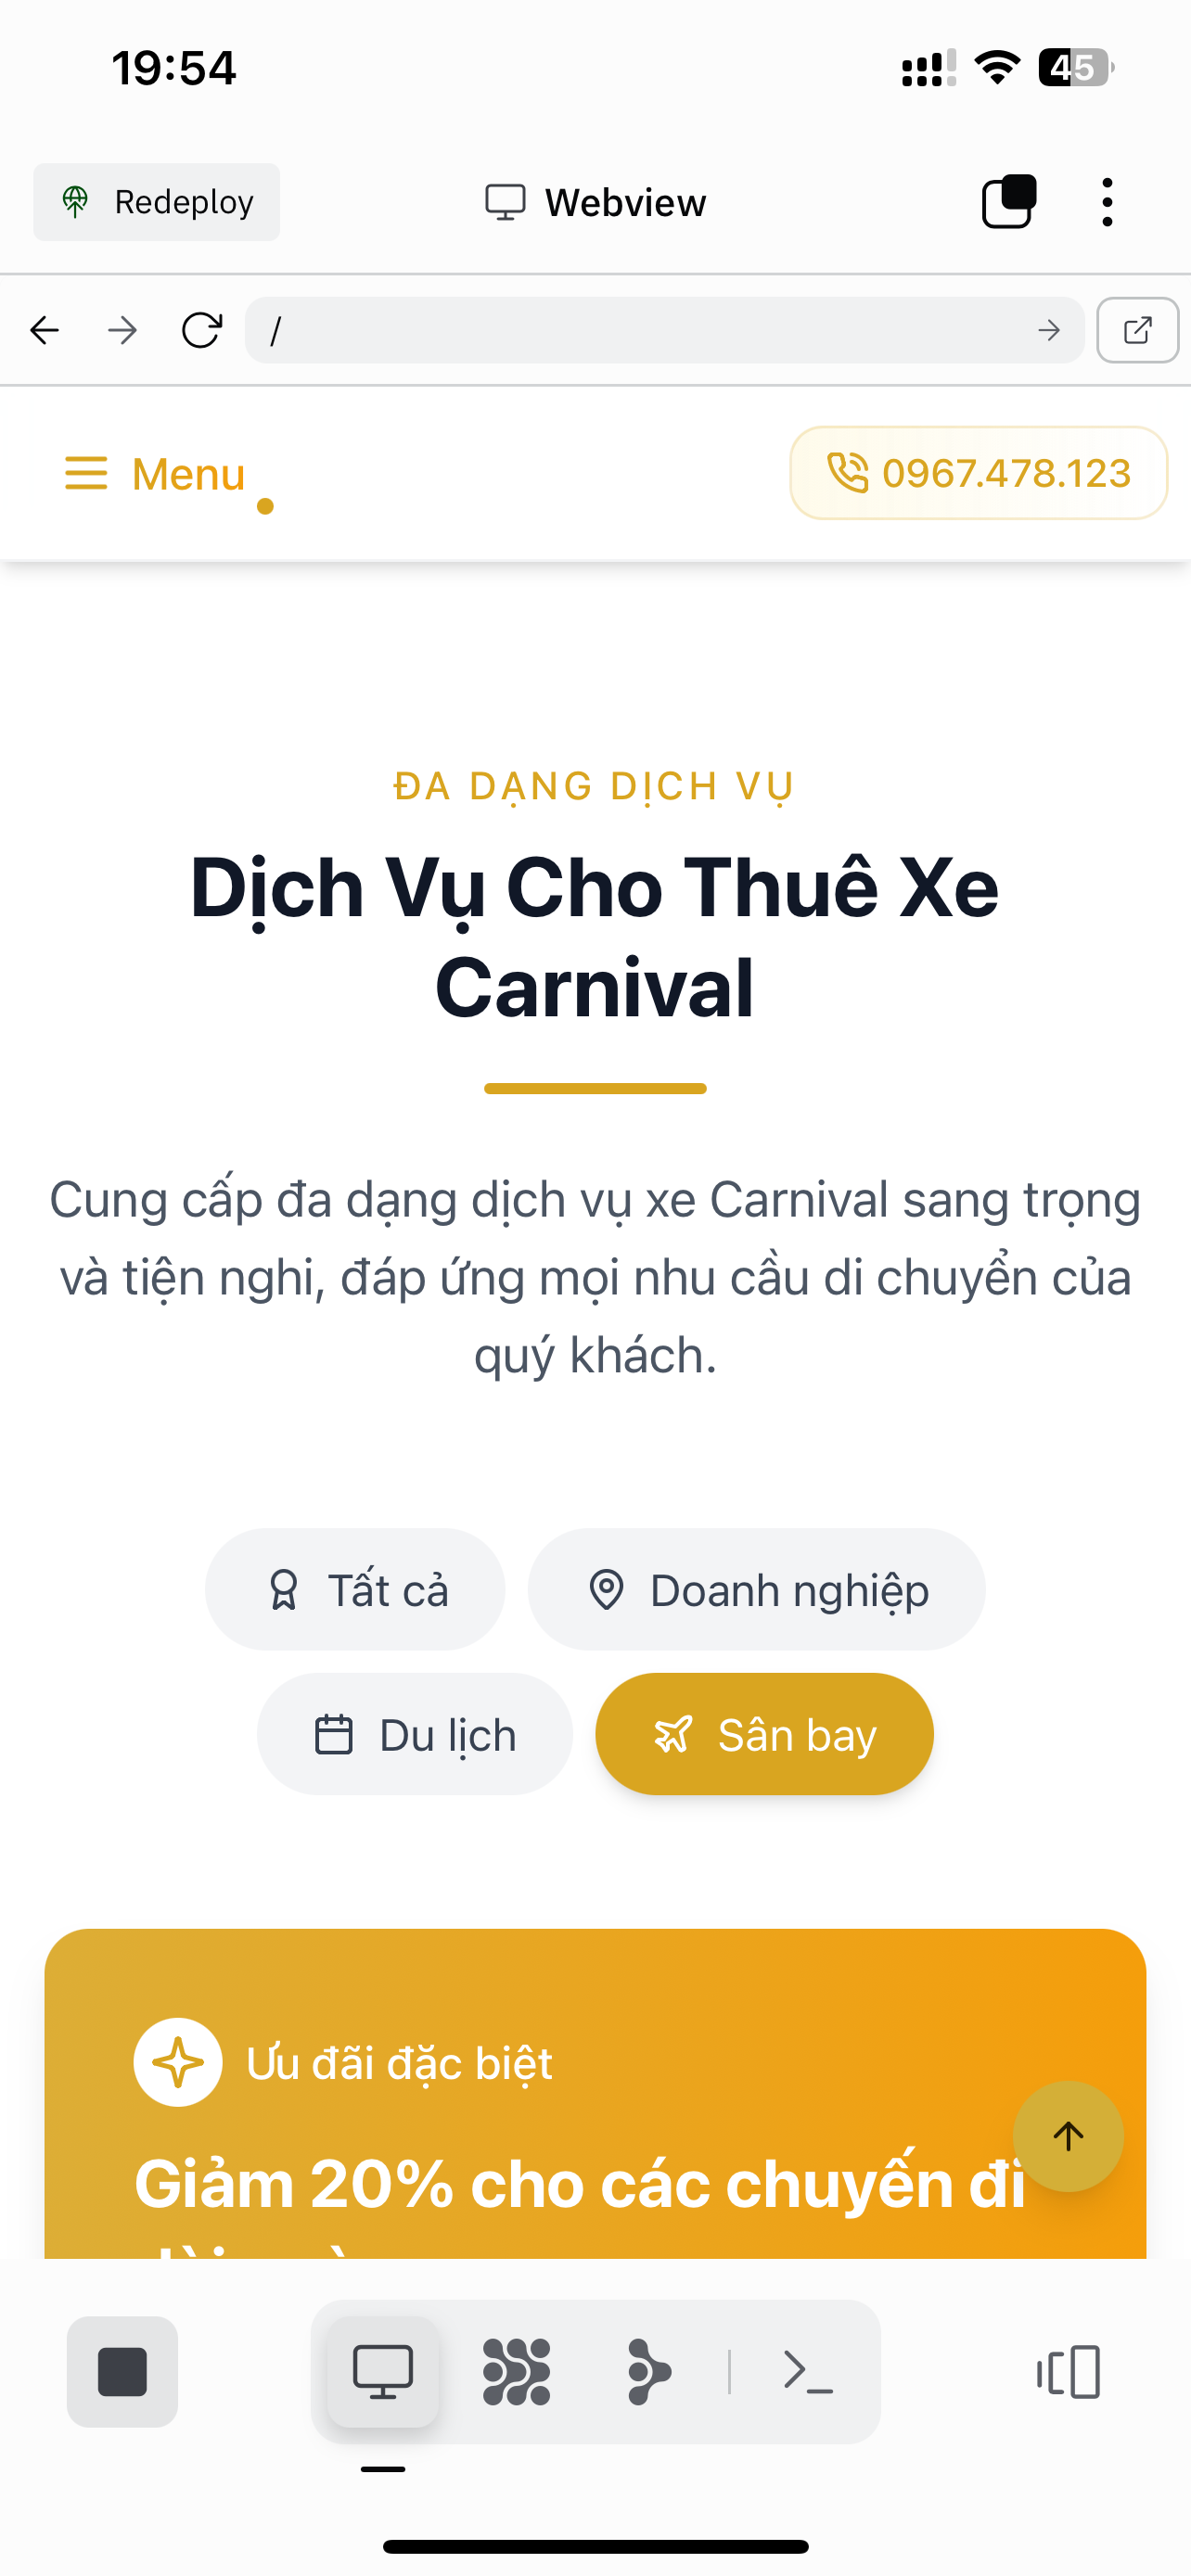 19:54
45
Redeploy
Webview
/
Menu
0967.478.123
ĐA DẠNG DỊCH VỤ
Dịch Vụ Cho Thuê Xe
Carnival
Cung cấp đa dạng dịch vụ xe Carnival sang trọng
và tiện nghi, đáp ứng mọi nhu cầu di chuyển của
quý khách.
Tất cả
Doanh nghiệp
Du lịch
Sân bay
Ưu đãi đặc biệt
Giảm 20% cho các chuyến đi